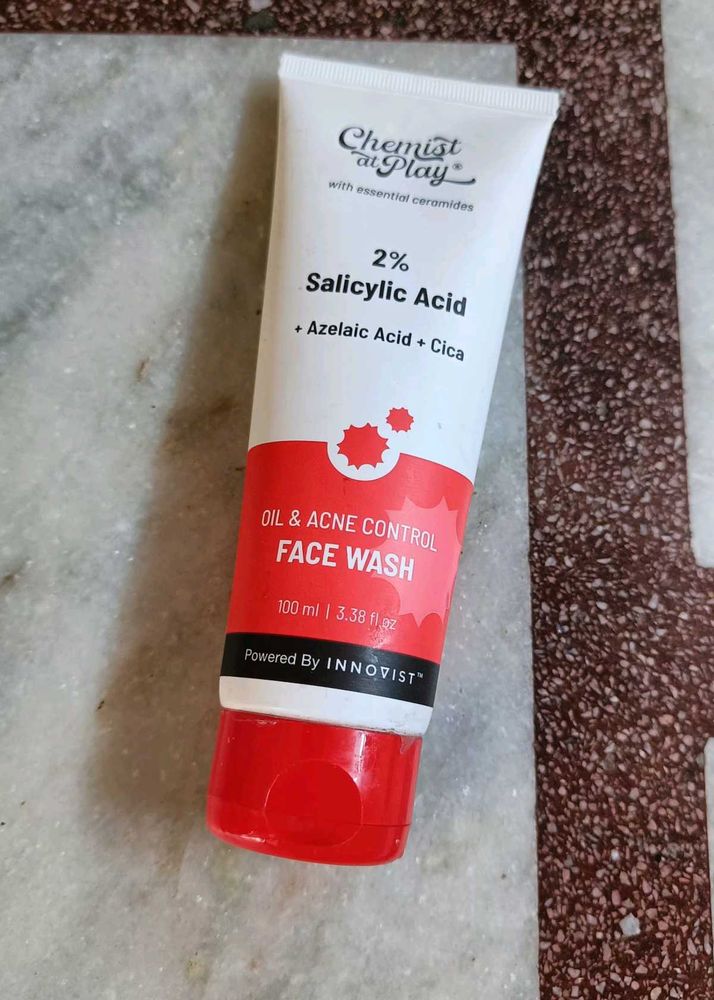 Chemist
at Play®
with essential ceramides
2%
Salicylic Acid
+ Azelaic Acid + Cica
OIL & ACNE CONTROL
FACE WASH
100 ml | 3.38 fl oz
Powered By INNOVIST™